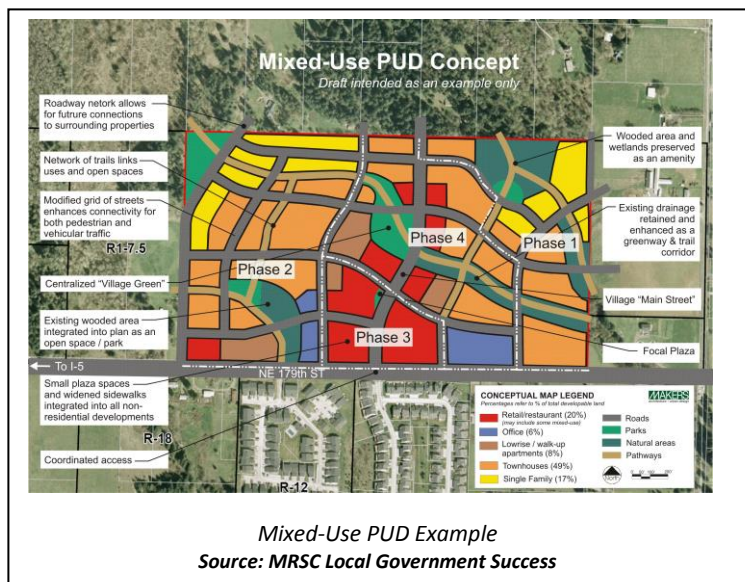 Mixed-Use PUD Concept
Draft intended as an example only
Roadway netork allows
for future connections
to surrounding properties
Network of trails links
uses and open spaces
Modified grid of streets
enhances connectivity for
both pedestrian and
vehicular traffic
R1-7.5
Centralized "Village Green"
Existing wooded area
integrated into plan as an
open space / park
To I-5
Small plaza spaces
and widened sidewalks
integrated into all non-
residential developments
R-18
Coordinated access
Phase 2
Phase 4
Phase 1
Phase 3
NE 179th ST
R-12
Wooded area and
wetlands preserved
as an amenity
Existing drainage
retained and
enhanced as a
greenway & trail
corridor
Village "Main Street"
Focal Plaza
CONCEPTUAL MAP LEGEND
Percentages refer to % of total developable land
Retail/restaurant (20%)
(may include some mixed-use)
Office (6%)
Lowrise / walk-up
apartments (8%)
Townhouses (49%)
Single Family (17%)
MAKERS
Roads
Parks
Natural areas
Pathways
North
Mixed-Use PUD Example
Source: MRSC Local Government Success